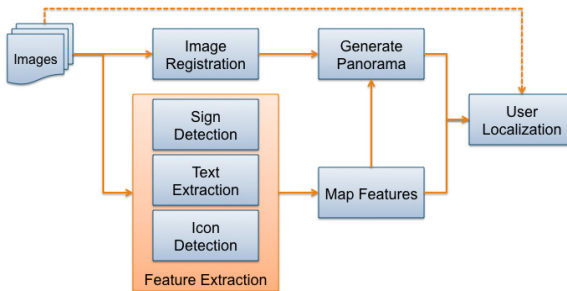 Images
Image
Registration
Generate
Panorama
User
Localization
Sign
Detection
Text
Extraction
Map Features
Icon
Detection
Feature Extraction